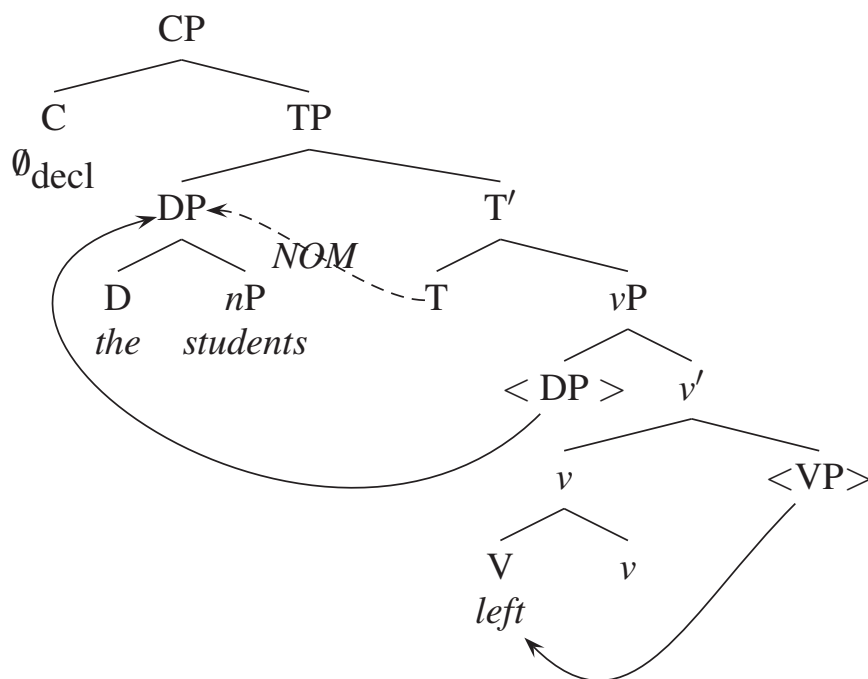 CP
C TP
∅decl
DP T′
NOM
D nP T vP
the students
< DP > v′
v <VP>
V v
left